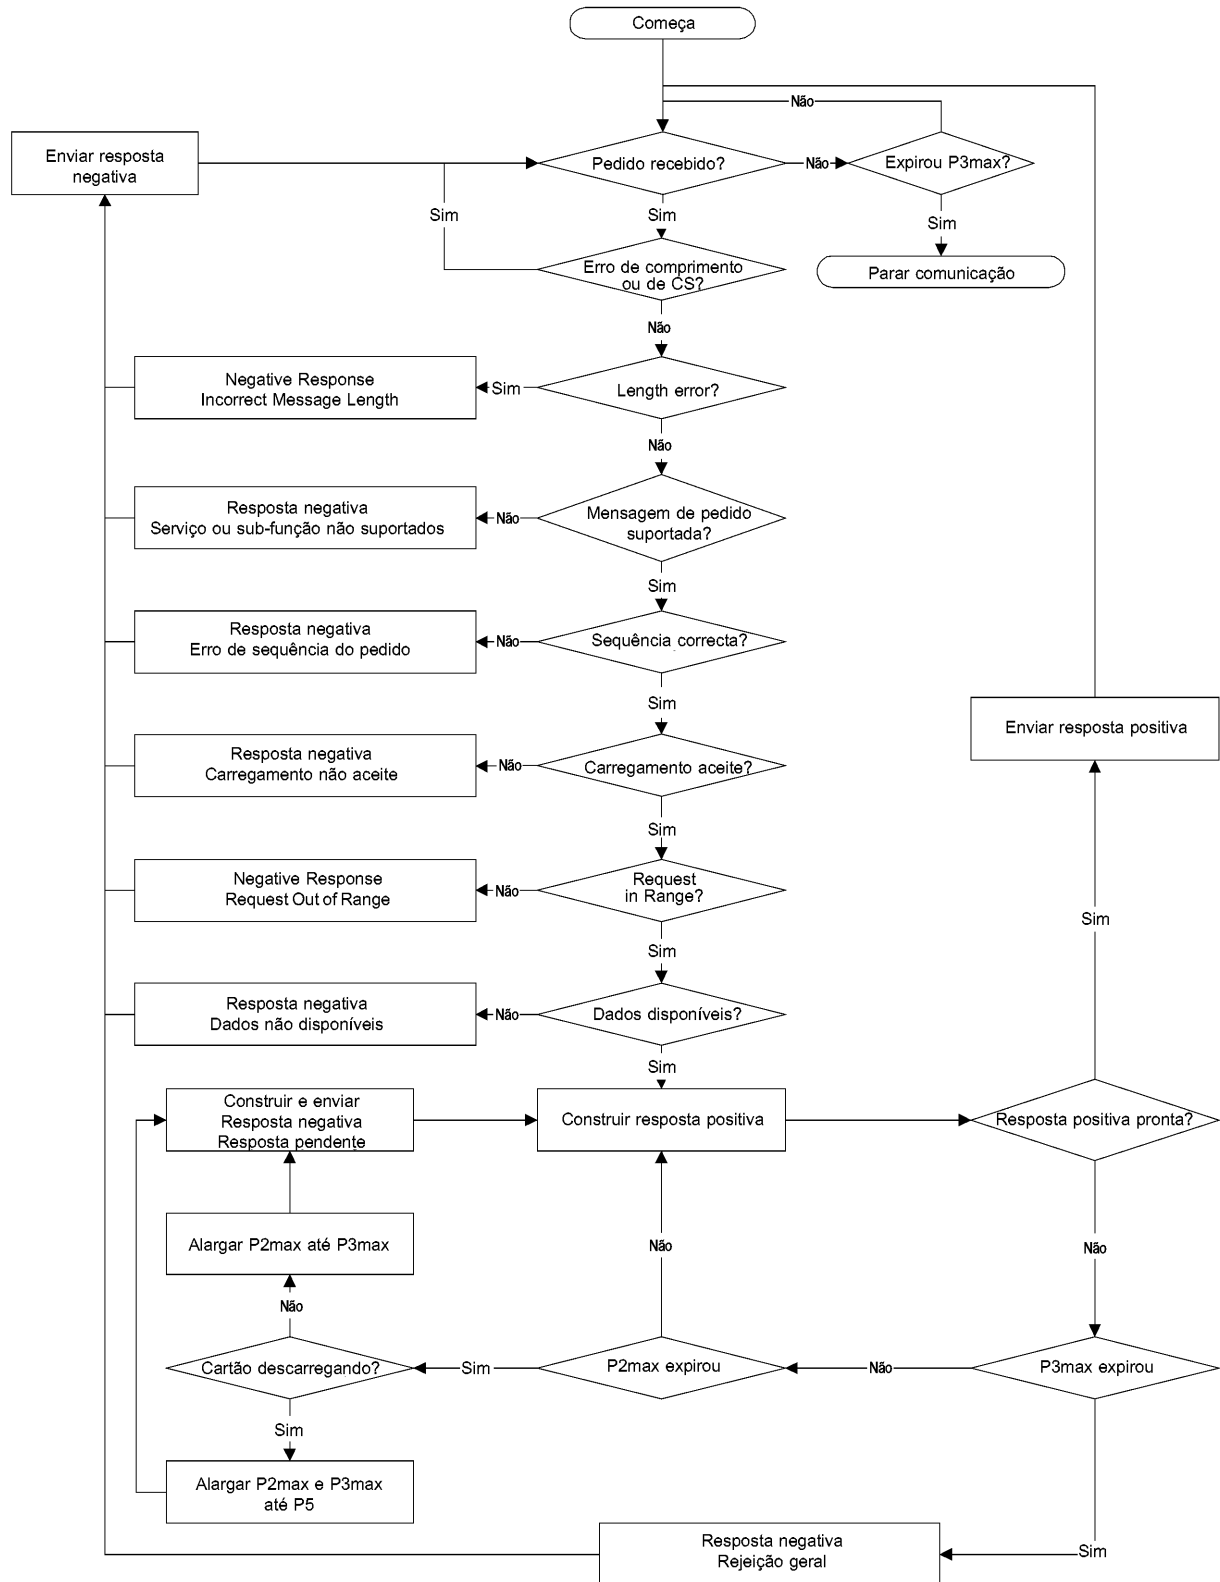 Começa
Não
Enviar resposta
negativa
Pedido recebido?
Não
Expirou P3max?
Sim
Sim
Sim
Erro de comprimento
ou de CS?
Parar comunicação
Não
Negative Response
Incorrect Message Length
Sim
Length error?
Não
Resposta negativa
Serviço ou sub-função não suportados
Não
Mensagem de pedido
suportada?
Sim
Resposta negativa
Erro de sequência do pedido
Não
Sequência correcta?
Sim
Enviar resposta positiva
Resposta negativa
Carregamento não aceite
Não
Carregamento aceite?
Sim
Negative Response
Request Out of Range
Não
Request
in Range?
Sim
Sim
Resposta negativa
Dados não disponíveis
Não
Dados disponíveis?
Sim
Construir e enviar
Resposta negativa
Resposta pendente
Construir resposta positiva
Resposta positiva pronta?
Alargar P2max até P3max
Não
Não
Não
Cartão descarregando?
Sim
P2max expirou
Não
P3max expirou
Sim
Alargar P2max e P3max
até P5
Resposta negativa
Rejeição geral
Sim